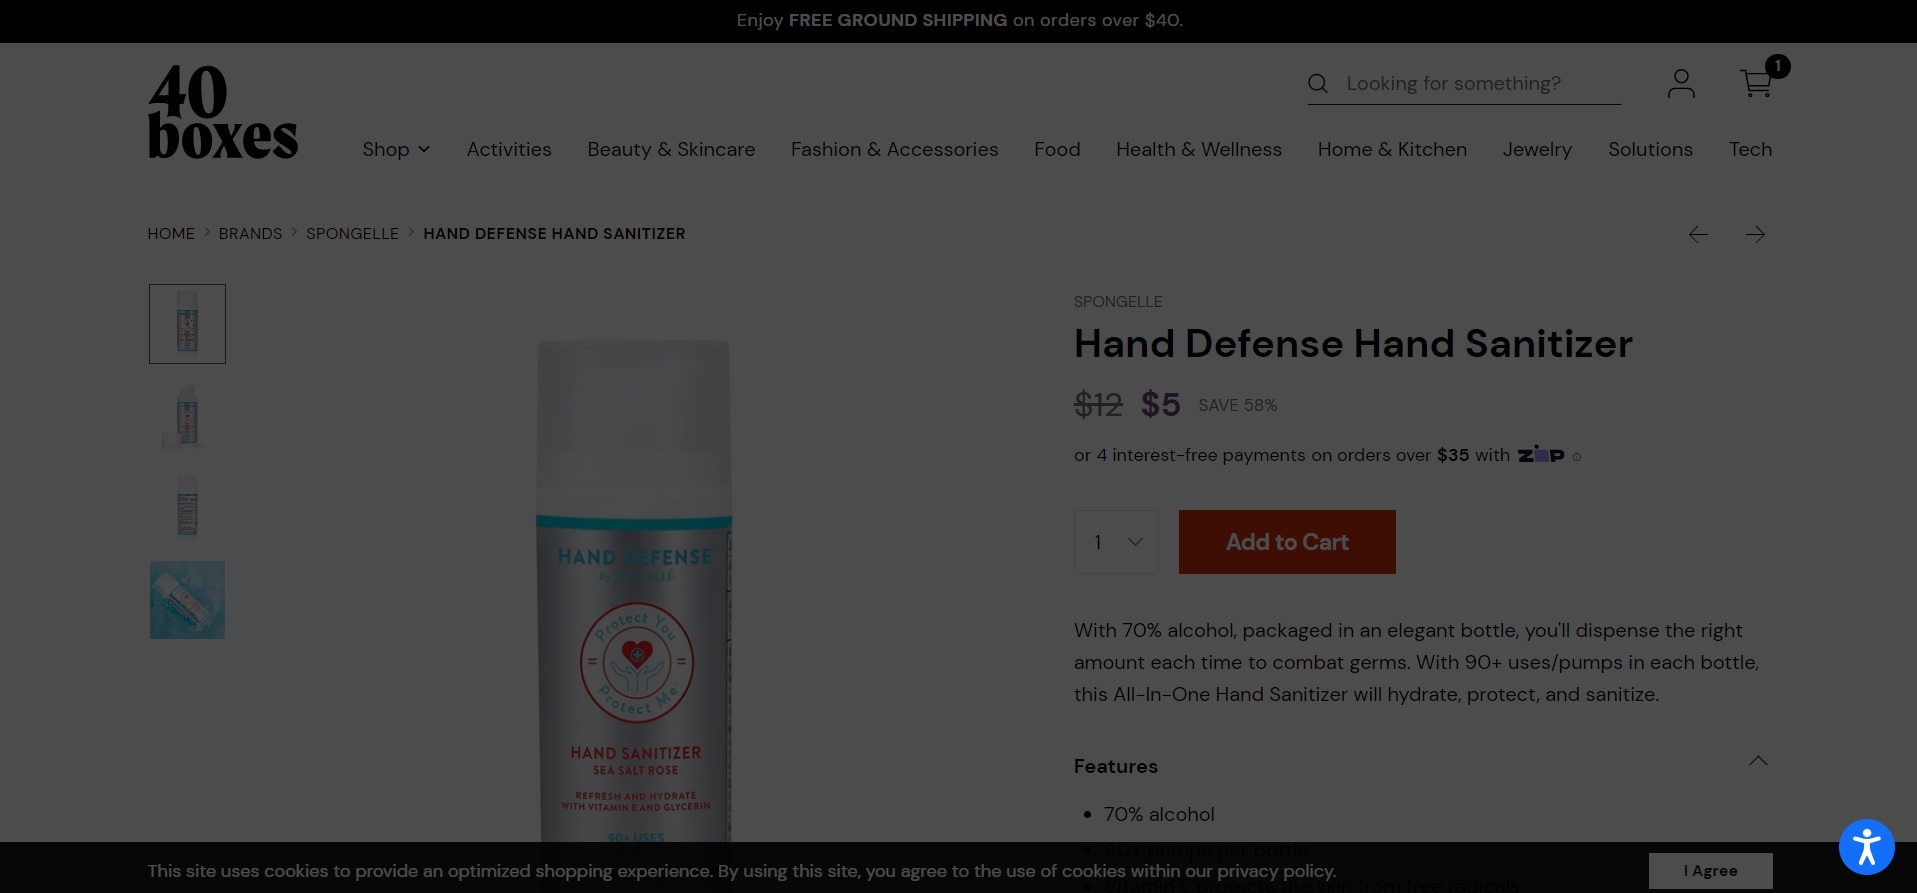 Enjoy FREE GROUND SHIPPING on orders over $40.
40
boxes
Looking for something?
1
Shop
Activities
Beauty & Skincare
Fashion & Accessories
Food
Health & Wellness
Home & Kitchen
Jewelry
Solutions
Tech
HOME
BRANDS
SPONGELLE
HAND DEFENSE HAND SANITIZER
SPONGELLE
Hand Defense Hand Sanitizer
$12 $5 SAVE 58%
or 4 interest-free payments on orders over $35 with ZIP
1
Add to Cart
With 70% alcohol, packaged in an elegant bottle, you'll dispense the right
amount each time to combat germs. With 90+ uses/pumps in each bottle,
this All-In-One Hand Sanitizer will hydrate, protect, and sanitize.
Features
70% alcohol
90+ pumps per bottle
Vitamin E protects the skin from free radicals
HAND DEFENSE
Protect You
Protect Me
HAND SANITIZER
SEA SALT ROSE
REFRESH AND HYDRATE
WITH VITAMIN E AND GLYCERIN
90+ USES
This site uses cookies to provide an optimized shopping experience. By using this site, you agree to the use of cookies within our privacy policy.
I Agree